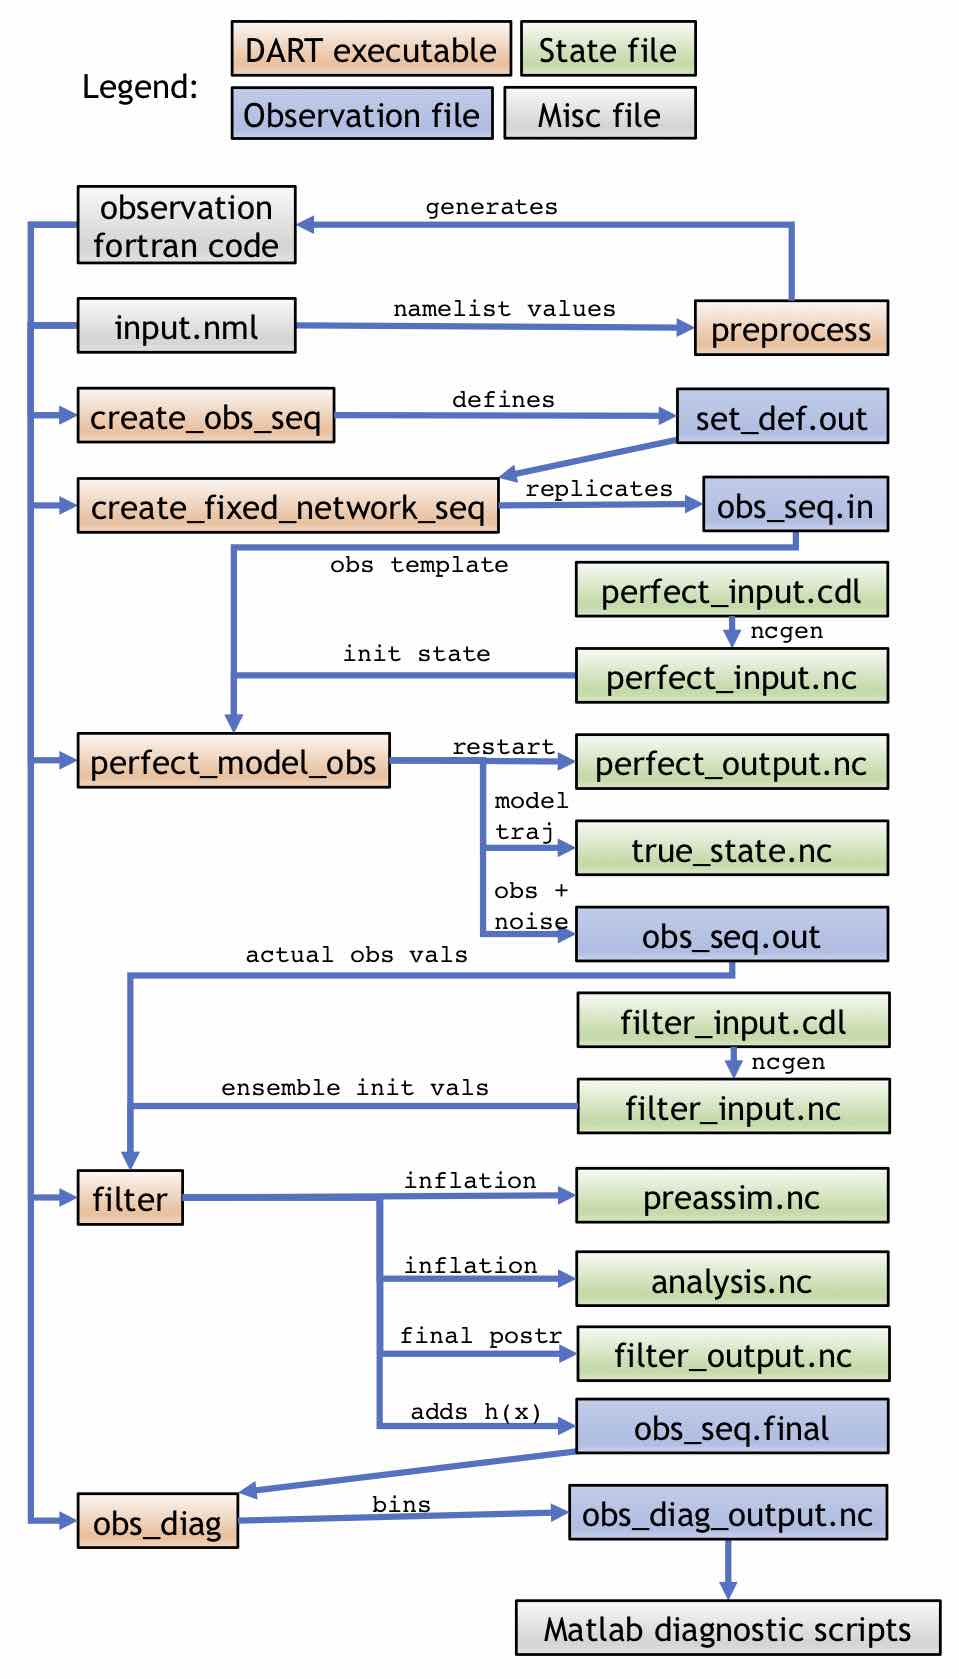 DART executable
State file
Legend:
Observation file
Misc file
observation
fortran code
generates
input.nml
namelist values
preprocess
create_obs_seq
defines
set_def.out
create_fixed_network_seq
replicates
obs_seq.in
obs template
perfect_input.cdl
ncgen
init state
perfect_input.nc
perfect_model_obs
restart
perfect_output.nc
model
traj
true_state.nc
obs +
noise
obs_seq.out
actual obs vals
filter_input.cdl
ncgen
ensemble init vals
filter_input.nc
filter
inflation
preassim.nc
inflation
analysis.nc
final postr
filter_output.nc
adds h(x)
obs_seq.final
obs_diag
bins
obs_diag_output.nc
Matlab diagnostic scripts